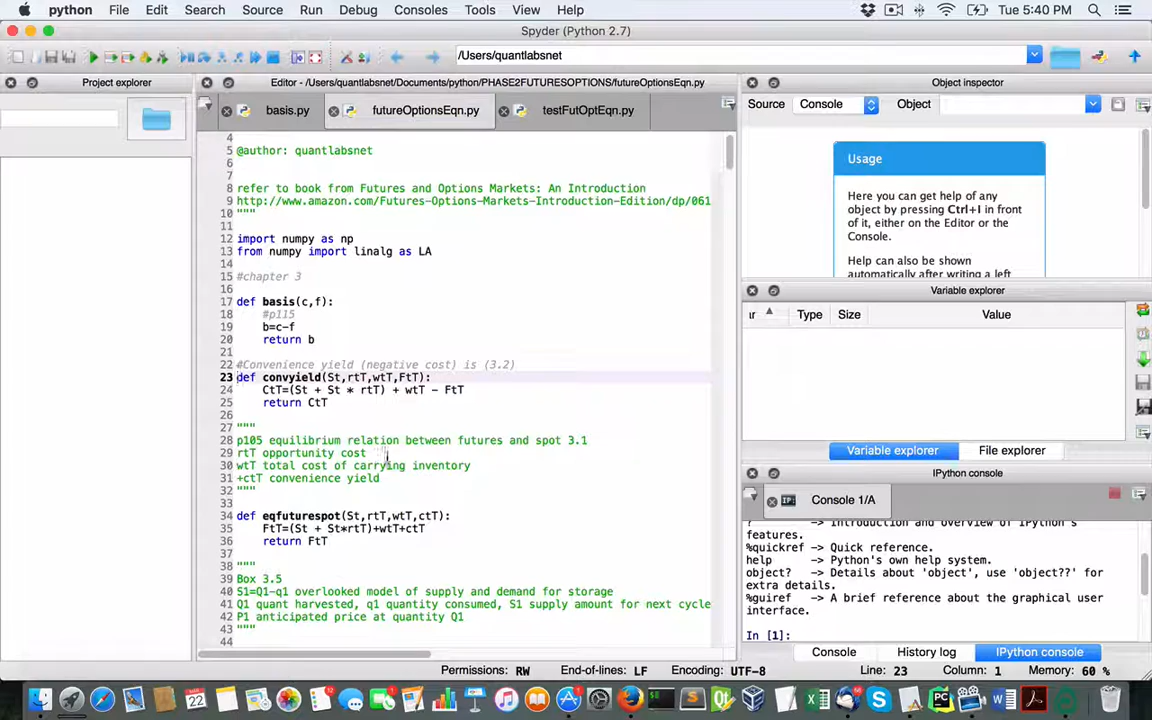 python File Edit Search Source Run Debug Consoles Tools View Help Tue 5:40 PM
Spyder (Python 2.7)
/Users/quantlabsnet
Project explorer
Editor - /Users/quantlabsnet/Documents/python/PHASE2FUTURESOPTIONS/futureOptionsEqn.py
basis.py futureOptionsEqn.py testFutOptEqn.py
4
5 @author: quantlabsnet
6
7
8 refer to book from Futures and Options Markets: An Introduction
9 http://www.amazon.com/Futures-Options-Markets-Introduction-Edition/dp/061
10 """
11
12 import numpy as np
13 from numpy import linalg as LA
14
15 #chapter 3
16
17 def basis(c,f):
18 #p115
19 b=c-f
20 return b
21
22 #Convenience yield (negative cost) is (3.2)
23 def convyield(St,rtT,wtT,FtT):
24 CtT=(St + St * rtT) + wtT - FtT
25 return CtT
26
27 """
28 p105 equilibrium relation between futures and spot 3.1
29 rtT opportunity cost
30 wtT total cost of carrying inventory
31 +ctT convenience yield
32 """
33
34 def eqfuturespot(St,rtT,wtT,ctT):
35 FtT=(St + St*rtT)+wtT+ctT
36 return FtT
37
38 """
39 Box 3.5
40 S1=Q1-q1 overlooked model of supply and demand for storage
41 Q1 quant harvested, q1 quantity consumed, S1 supply amount for next cycle
42 P1 anticipated price at quantity Q1
43 """
44
Object inspector
Source Console Object
Usage
Here you can get help of any
object by pressing Ctrl+I in front
of it, either on the Editor or the
Console.
Help can also be shown
automatically after writing a left
Variable explorer
Type Size Value
Variable explorer File explorer
IPython console
Console 1/A
? -> Introduction and overview of IPython's
features.
%quickref -> Quick reference.
help -> Python's own help system.
object? -> Details about 'object', use 'object??' for
extra details.
%guiref -> A brief reference about the graphical user
interface.
In [1]:
Console History log IPython console
Permissions: RW End-of-lines: LF Encoding: UTF-8 Line: 23 Column: 1 Memory: 60 %